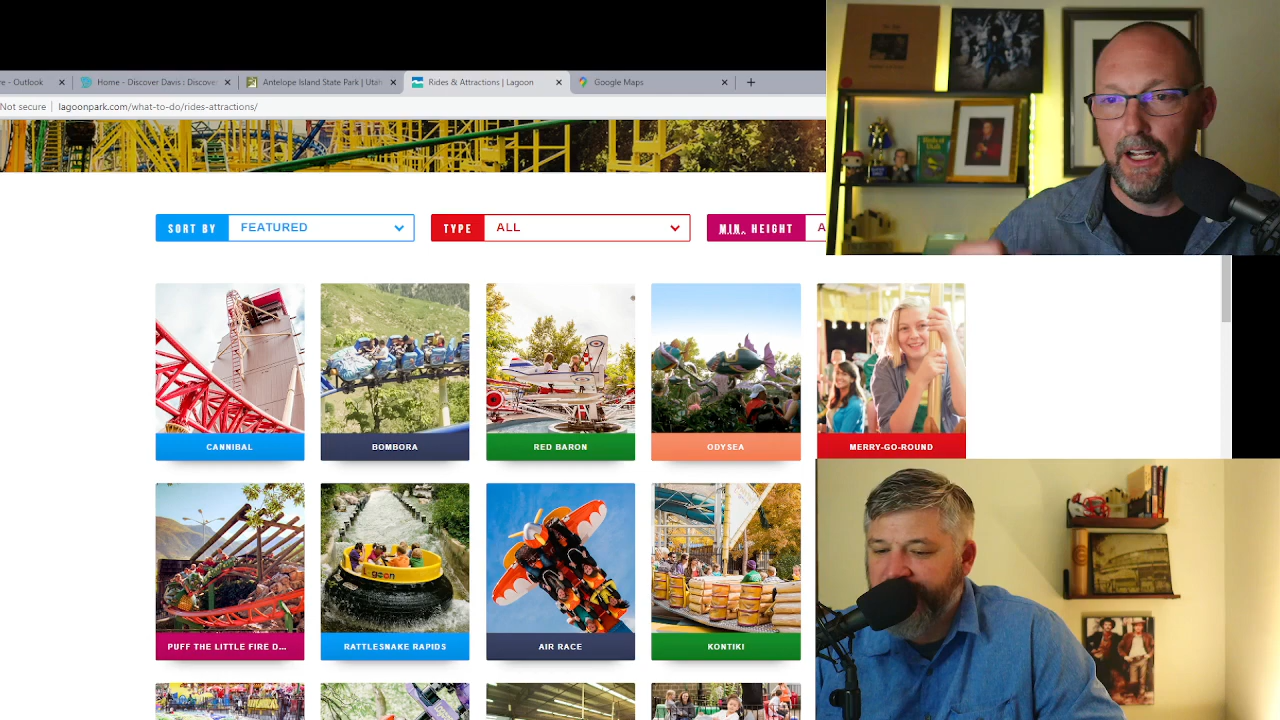 e - Outlook
Home - Discover Davis : Discove
Antelope Island State Park | Utah
Rides & Attractions | Lagoon
Google Maps
Not secure
lagoonpark.com/what-to-do/rides-attractions/
SORT BY
FEATURED
TYPE
ALL
MIN. HEIGHT
A
CANNIBAL
BOMBORA
RED BARON
ODYSEA
MERRY-GO-ROUND
goon
PUFF THE LITTLE FIRE D...
RATTLESNAKE RAPIDS
AIR RACE
KONTIKI